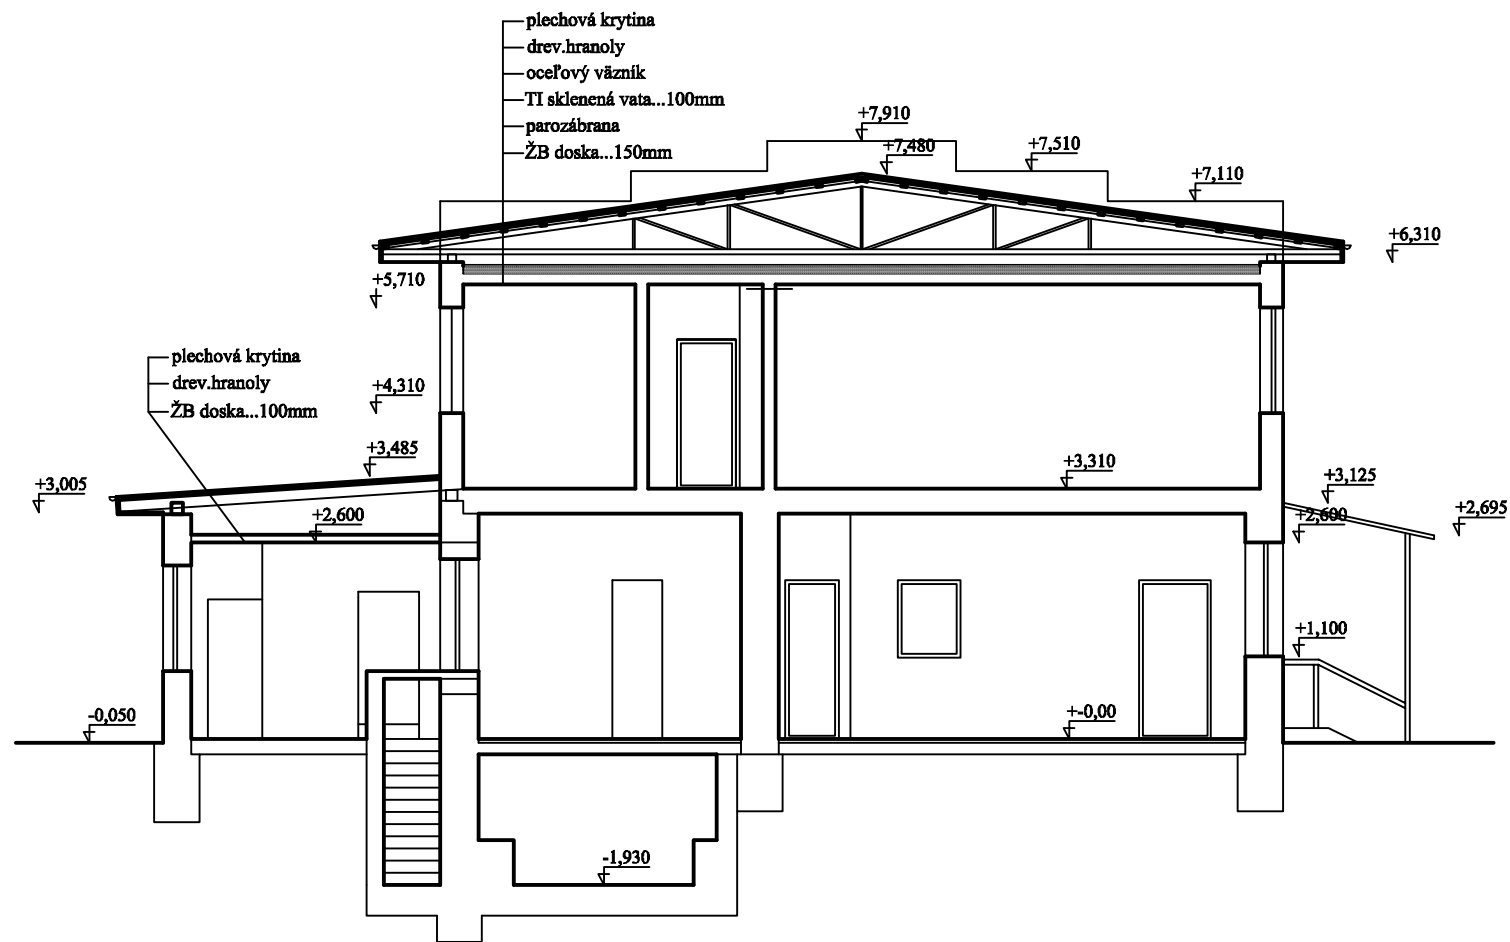 plechová krytina
drev.hranoly
oceľový väzník
TI sklenená vata...100mm
parozábrana
ŽB doska...150mm
+7,910
+7,480
+7,510
+7,110
+6,310
+5,710
plechová krytina
drev.hranoly
ŽB doska...100mm
+4,310
+3,485
+3,310
+3,005
+3,125
+2,600
+2,600
+2,695
+1,100
-0,050
+-0,00
-1,930